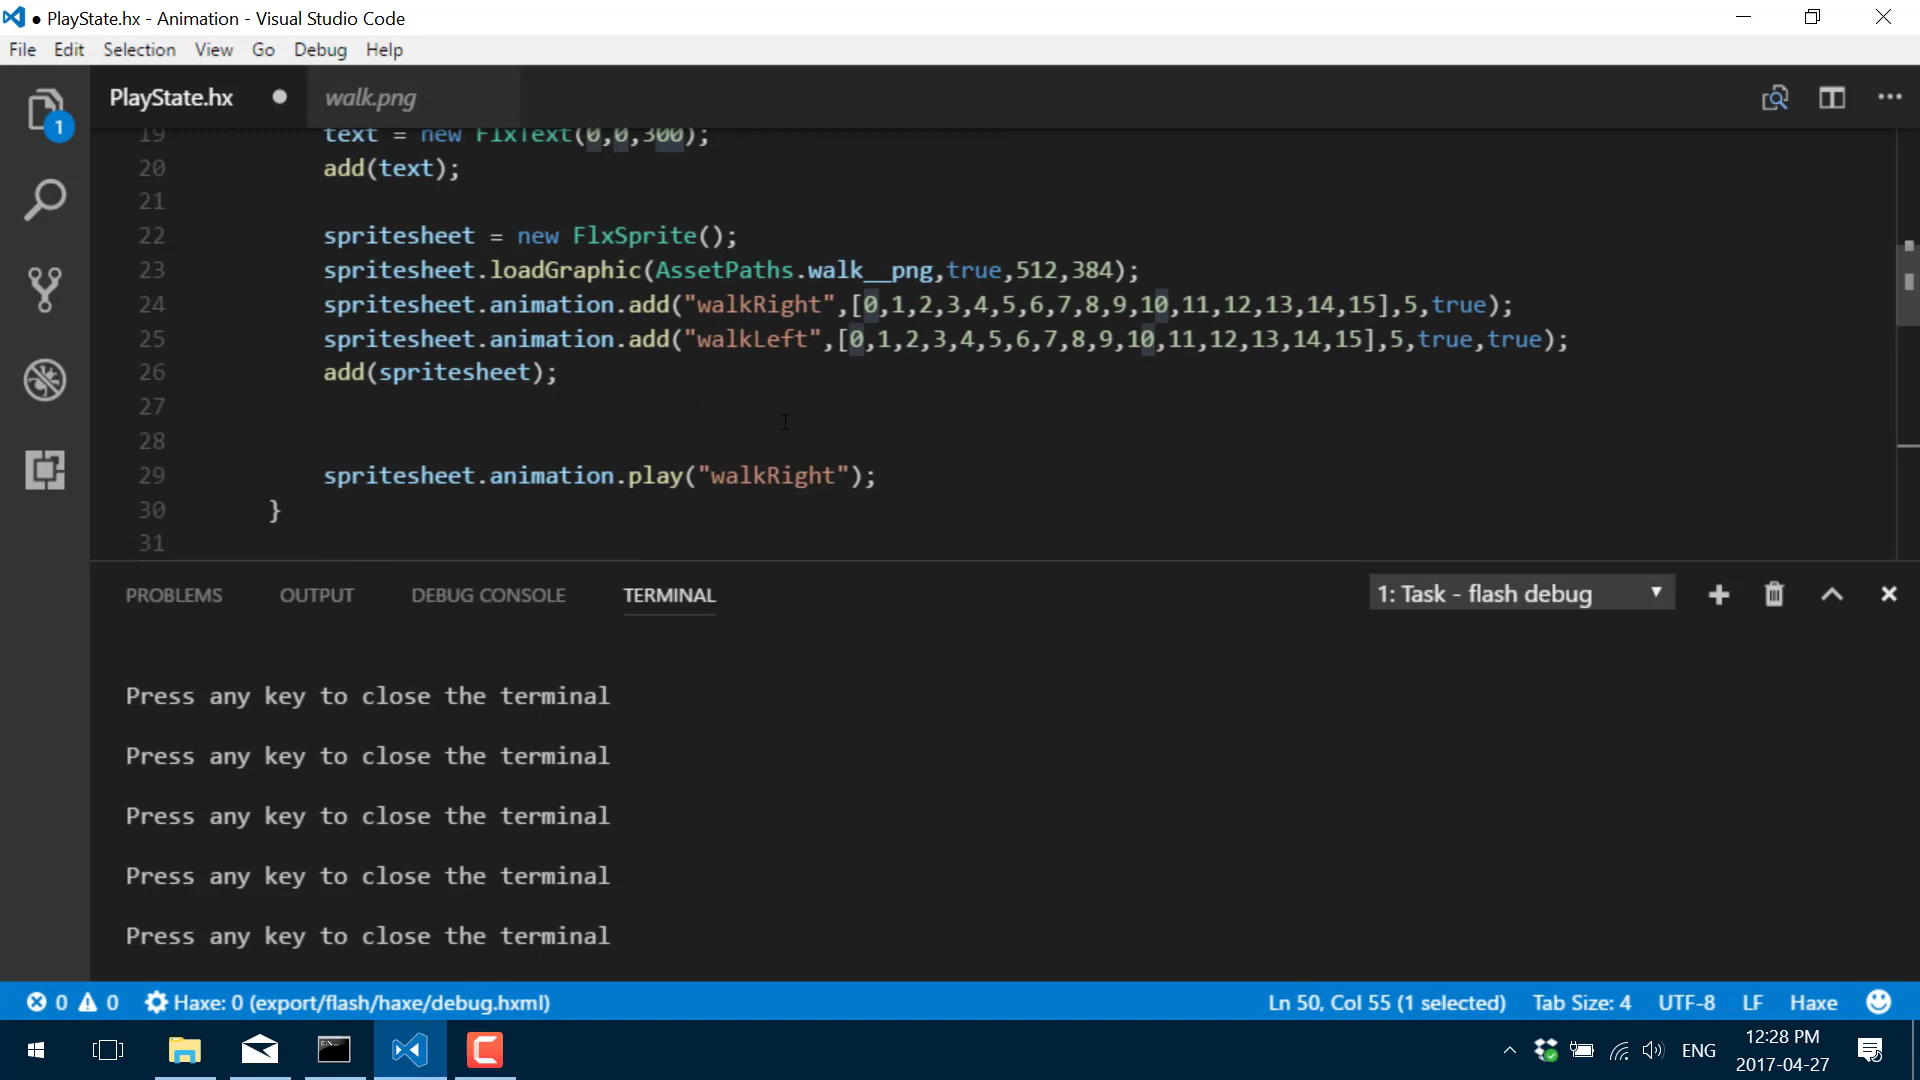 ● PlayState.hx - Animation - Visual Studio Code
File Edit Selection View Go Debug Help
1
PlayState.hx ● walk.png
19 text = new FlxText(0,0,300);
20 add(text);
21
22 spritesheet = new FlxSprite();
23 spritesheet.loadGraphic(AssetPaths.walk__png,true,512,384);
24 spritesheet.animation.add("walkRight",[0,1,2,3,4,5,6,7,8,9,10,11,12,13,14,15],5,true);
25 spritesheet.animation.add("walkLeft",[0,1,2,3,4,5,6,7,8,9,10,11,12,13,14,15],5,true,true);
26 add(spritesheet);
27
28
29 spritesheet.animation.play("walkRight");
30 }
31
PROBLEMS OUTPUT DEBUG CONSOLE TERMINAL 1: Task - flash debug
Press any key to close the terminal
Press any key to close the terminal
Press any key to close the terminal
Press any key to close the terminal
Press any key to close the terminal
0 0 Haxe: 0 (export/flash/haxe/debug.hxml) Ln 50, Col 55 (1 selected) Tab Size: 4 UTF-8 LF Haxe
ENG 12:28 PM
2017-04-27